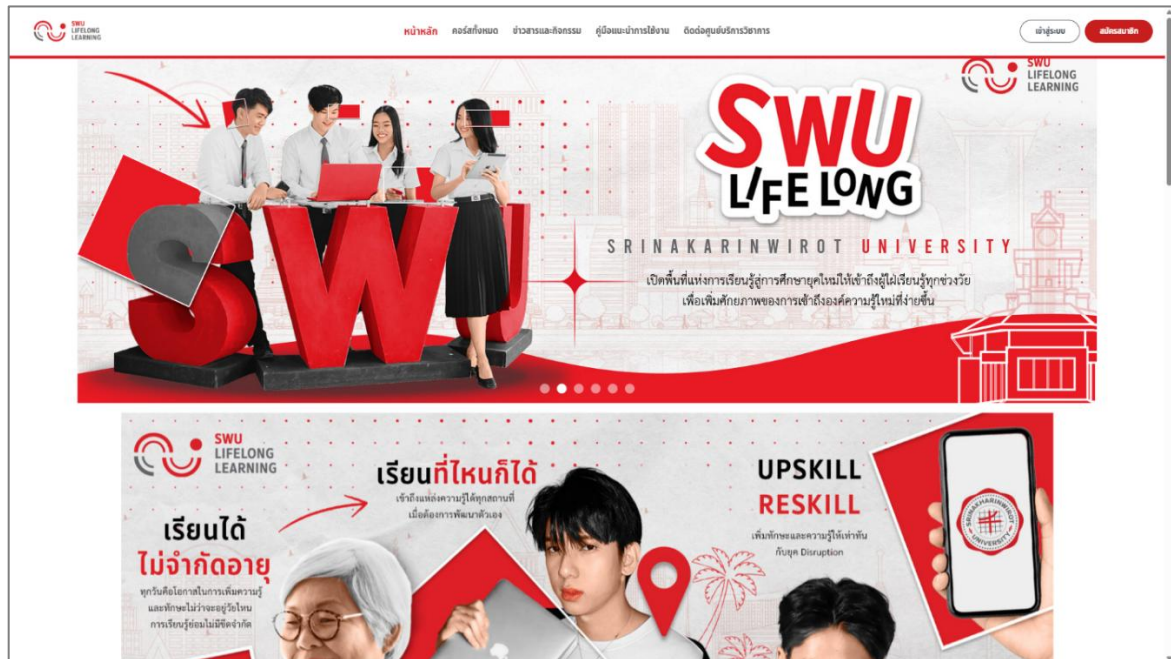 SWU
LIFELONG
LEARNING
หน้าหลัก
คอร์สทั้งหมด
ข่าวสารและกิจกรรม
คู่มือแนะนำการใช้งาน
ติดต่อศูนย์บริการวิชาการ
เข้าสู่ระบบ
สมัครสมาชิก
SWU
LIFELONG
LEARNING
SWU
LIFELONG
SRINAKARINWIROT UNIVERSITY
เปิดพื้นที่แห่งการเรียนรู้สู่การศึกษายุคใหม่ให้เข้าถึงผู้ใฝ่เรียนรู้ทุกช่วงวัย
เพื่อเพิ่มศักยภาพของการเข้าถึงองค์ความรู้ใหม่ที่ง่ายขึ้น
SWU
SWU
LIFELONG
LEARNING
เรียนได้
ไม่จำกัดอายุ
ทุกวันคือโอกาสในการเพิ่มความรู้
และทักษะไม่ว่าจะอยู่วัยไหน
การเรียนรู้ย่อมไม่มีขีดจำกัด
เรียนที่ไหนก็ได้
เข้าถึงแหล่งความรู้ได้ทุกสถานที่
เมื่อต้องการพัฒนาตัวเอง
UPSKILL
RESKILL
เพิ่มทักษะและความรู้ให้เท่าทัน
กับยุค Disruption
SRINAKHARINWIROT
UNIVERSITY